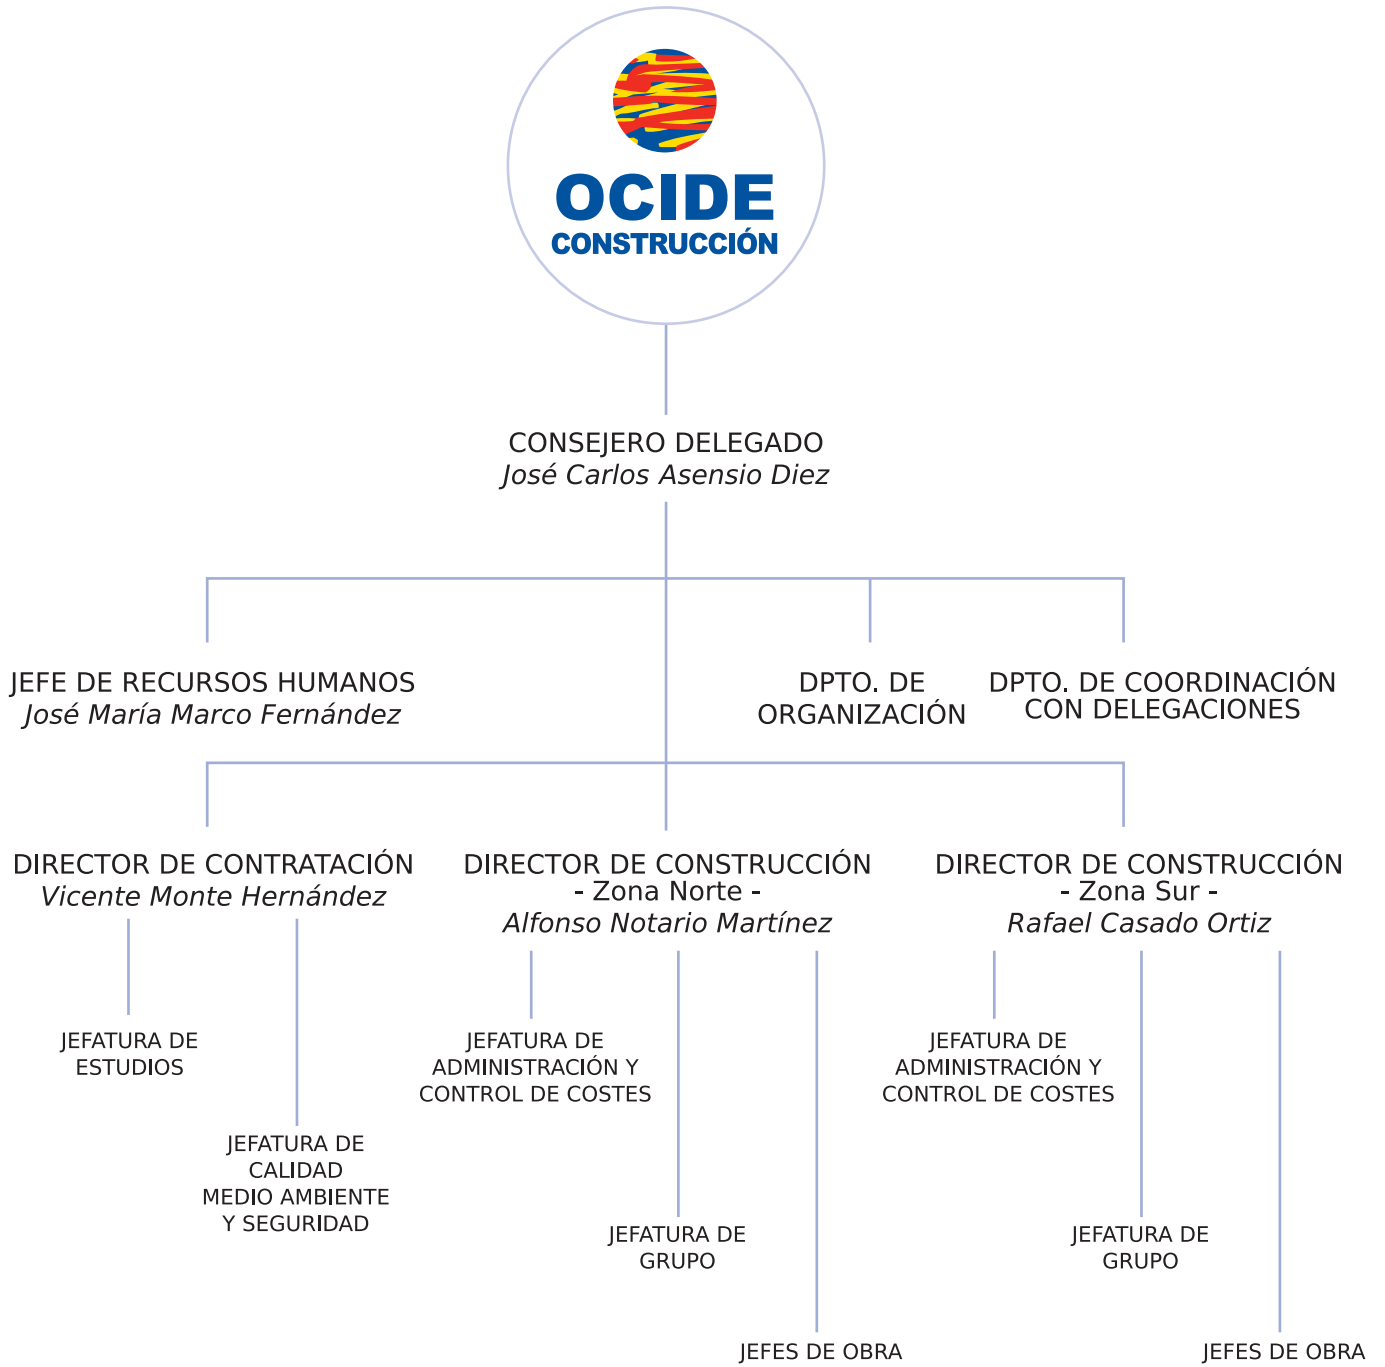 OCIDE
CONSTRUCCIÓN
CONSEJERO DELEGADO
José Carlos Asensio Diez
JEFE DE RECURSOS HUMANOS
José María Marco Fernández
DPTO. DE
ORGANIZACIÓN
DPTO. DE COORDINACIÓN
CON DELEGACIONES
DIRECTOR DE CONTRATACIÓN
Vicente Monte Hernández
DIRECTOR DE CONSTRUCCIÓN
- Zona Norte -
Alfonso Notario Martínez
DIRECTOR DE CONSTRUCCIÓN
- Zona Sur -
Rafael Casado Ortiz
JEFATURA DE
ESTUDIOS
JEFATURA DE
CALIDAD
MEDIO AMBIENTE
Y SEGURIDAD
JEFATURA DE
ADMINISTRACIÓN Y
CONTROL DE COSTES
JEFATURA DE
GRUPO
JEFES DE OBRA
JEFATURA DE
ADMINISTRACIÓN Y
CONTROL DE COSTES
JEFATURA DE
GRUPO
JEFES DE OBRA